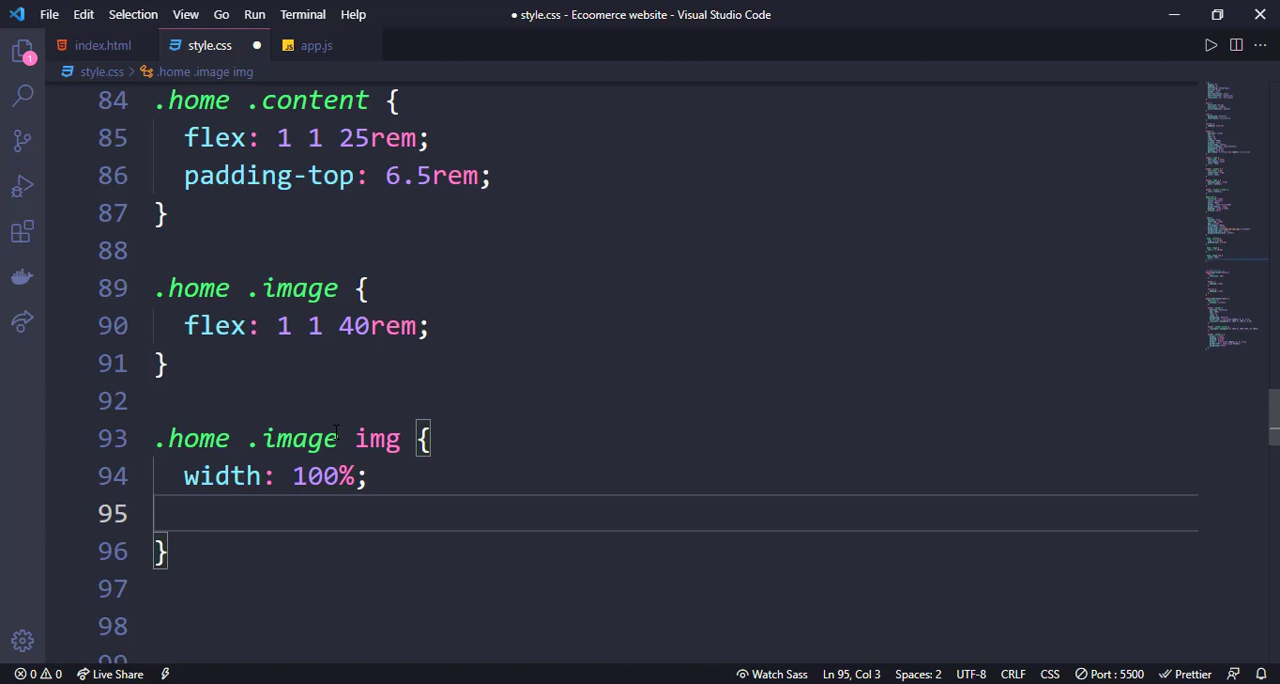 File Edit Selection View Go Run Terminal Help
● style.css - Ecoomerce website - Visual Studio Code
index.html style.css app.js
style.css > .home .image img
84 .home .content {
85 flex: 1 1 25rem;
86 padding-top: 6.5rem;
87 }
88
89 .home .image {
90 flex: 1 1 40rem;
91 }
92
93 .home .image img {
94 width: 100%;
95
96 }
97
98
99
1
JS
0 0 Live Share Watch Sass Ln 95, Col 3 Spaces: 2 UTF-8 CRLF CSS Port : 5500 Prettier